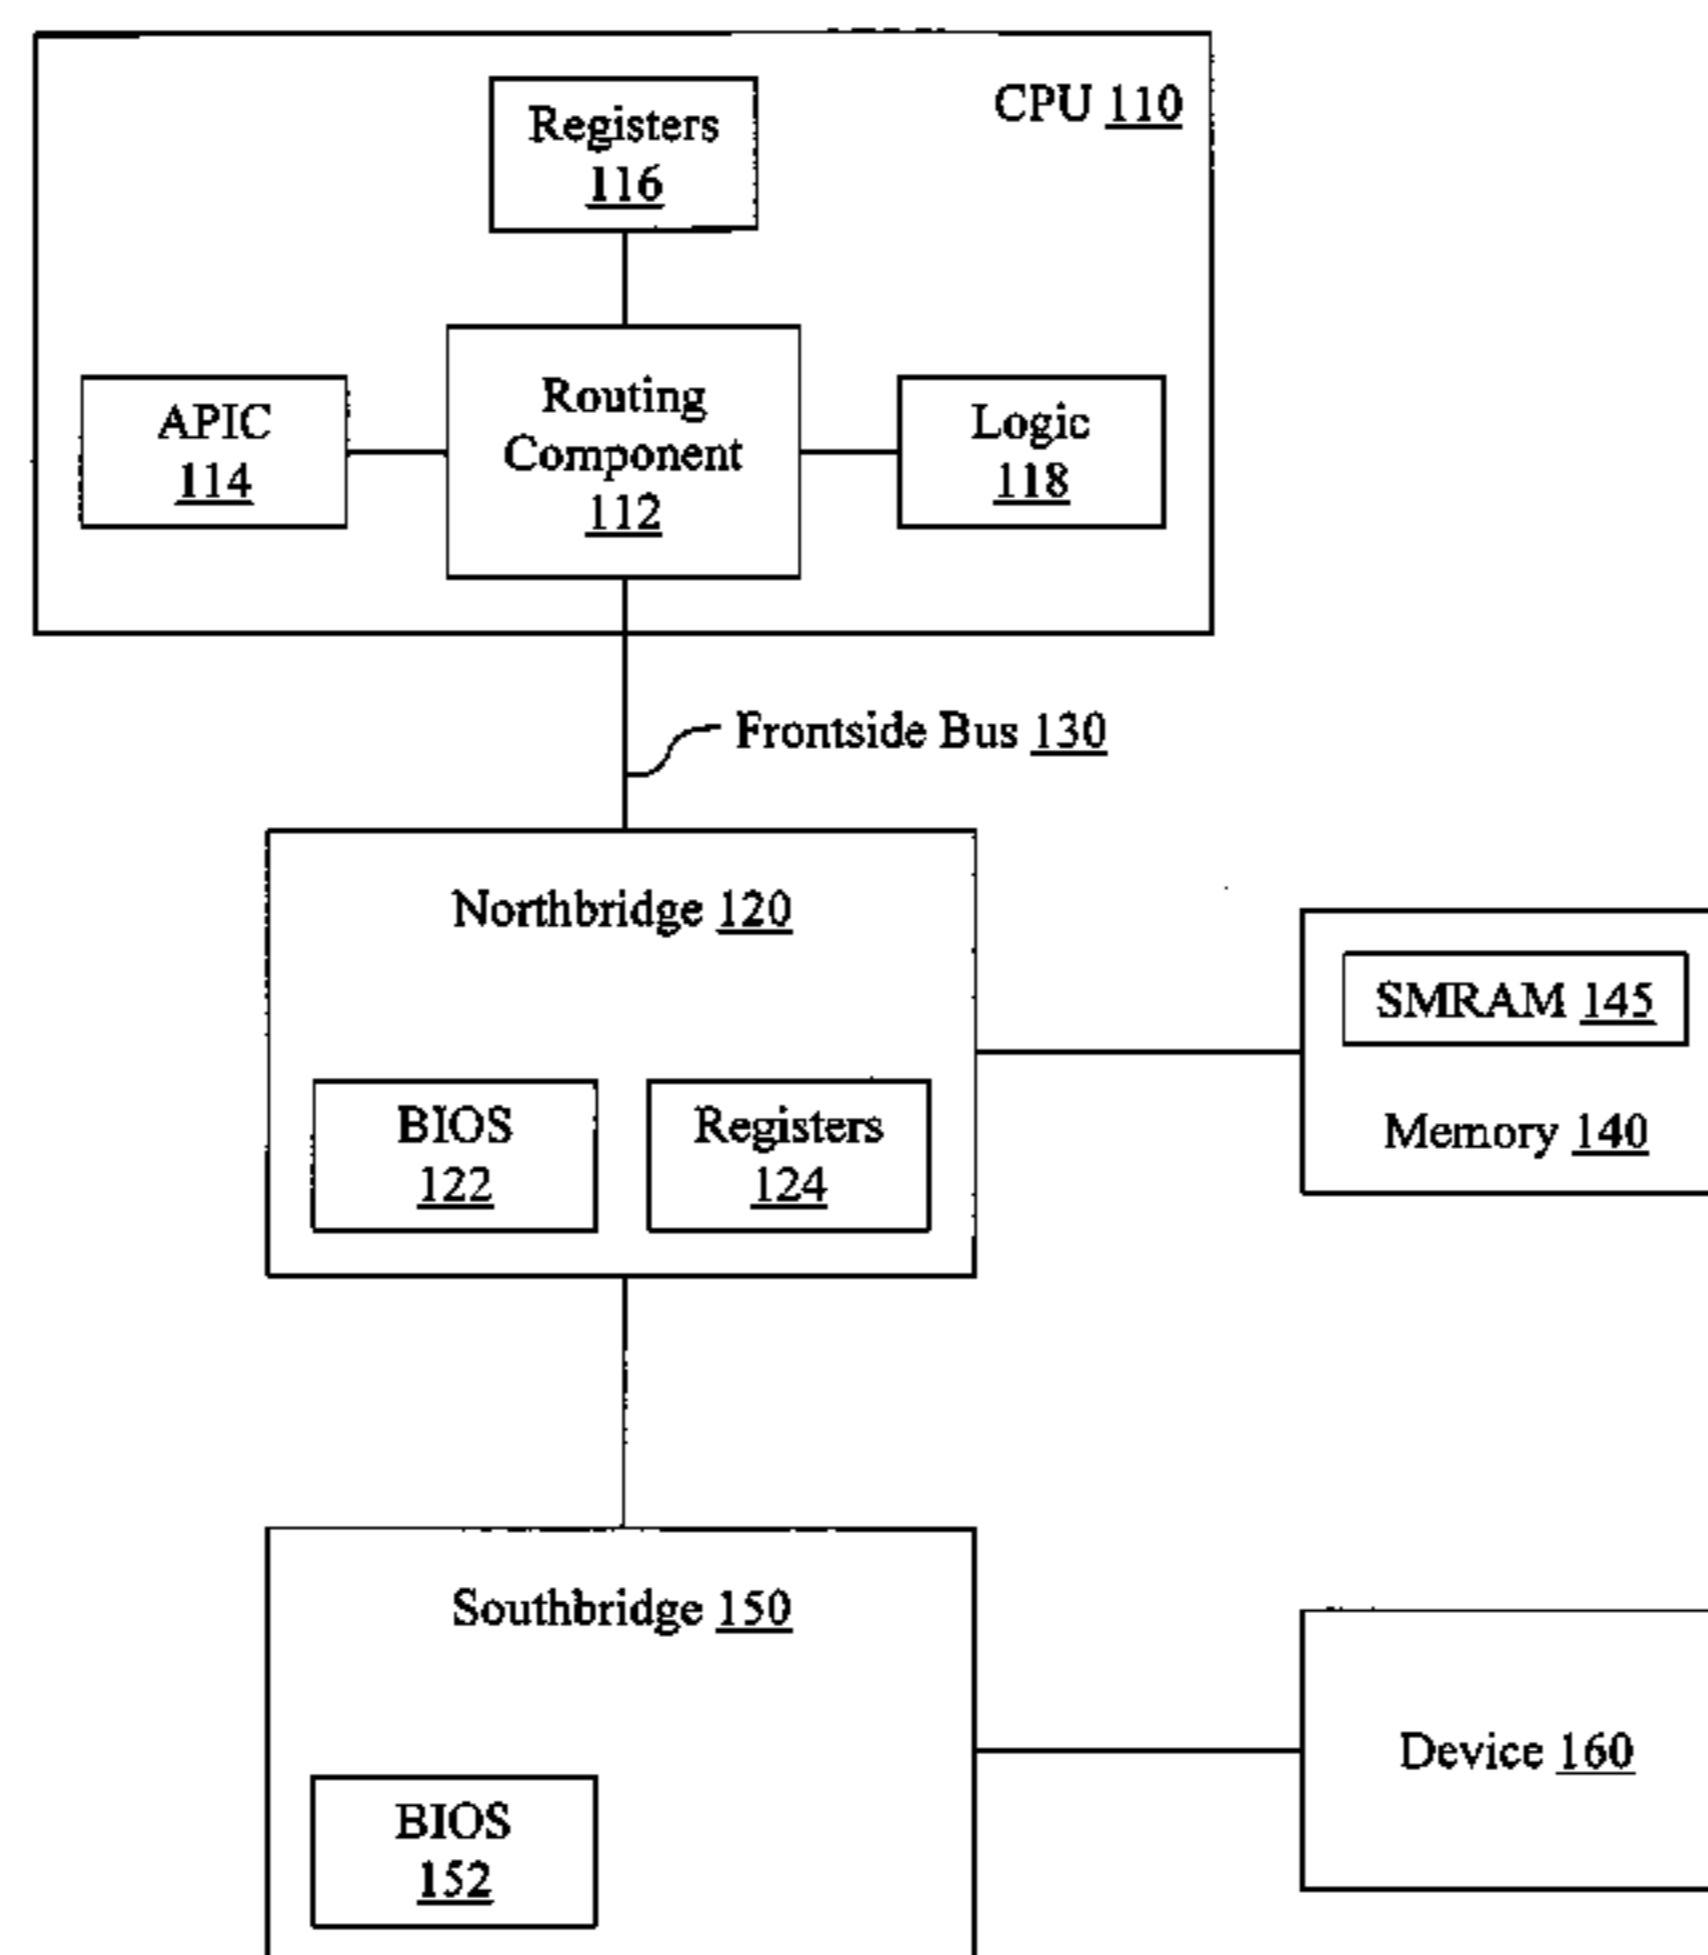 CPU 110
Registers
116
APIC
114
Routing
Component
112
Logic
118
Frontside Bus 130
Northbridge 120
BIOS
122
Registers
124
SMRAM 145
Memory 140
Southbridge 150
BIOS
152
Device 160